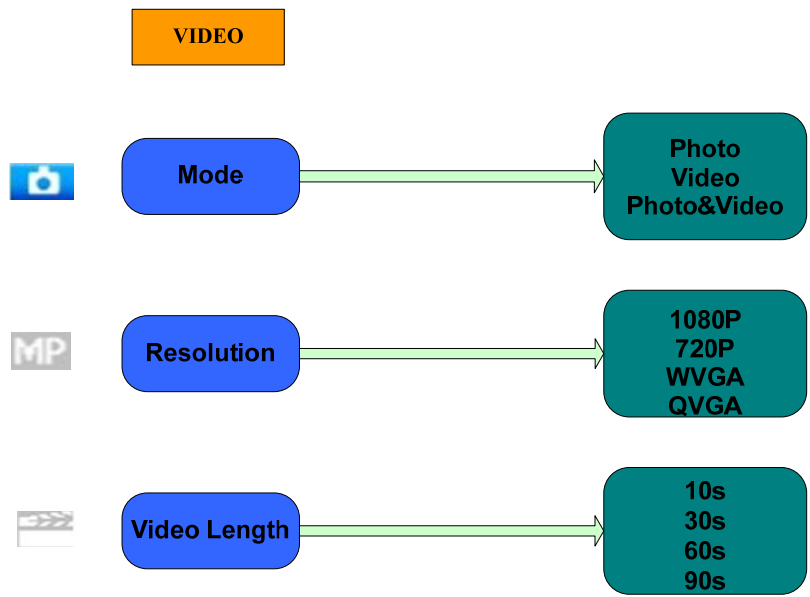 VIDEO
Mode
Photo
Video
Photo&Video
MP
Resolution
1080P
720P
WVGA
QVGA
Video Length
10s
30s
60s
90s